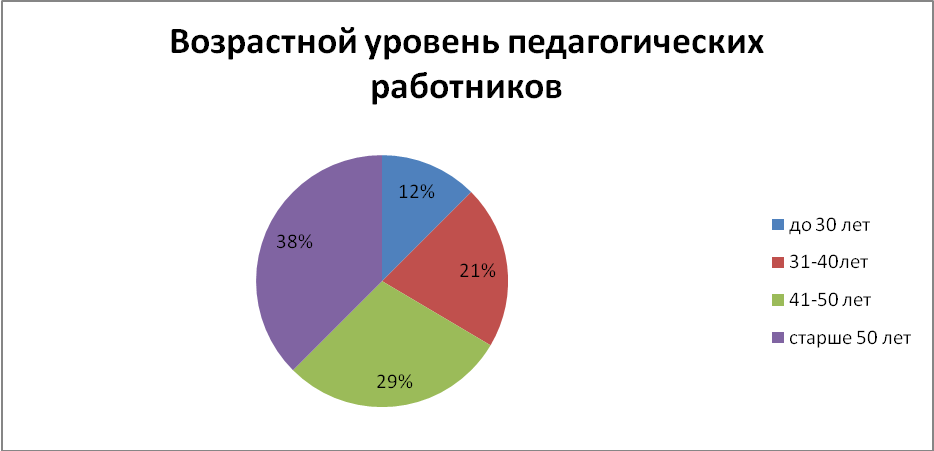 Возрастной уровень педагогических
работников
12%
38%
21%
29%
до 30 лет
31-40лет
41-50 лет
старше 50 лет